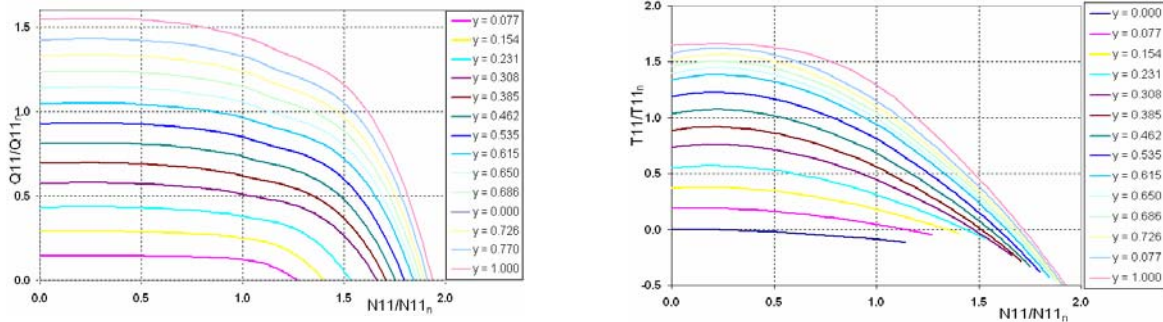 Q11/Q11n
1.5
1.0
0.5
0.0
0.0 0.5 1.0 1.5 2.0
N11/N11n
y = 0.077
y = 0.154
y = 0.231
y = 0.308
y = 0.385
y = 0.462
y = 0.535
y = 0.615
y = 0.650
y = 0.686
y = 0.000
y = 0.726
y = 0.770
y = 1.000
T11/T11n
2.0
1.5
1.0
0.5
0.0
-0.5
0.0 0.5 1.0 1.5 2.0
N11/N11n
y = 0.000
y = 0.077
y = 0.154
y = 0.231
y = 0.308
y = 0.385
y = 0.462
y = 0.535
y = 0.615
y = 0.650
y = 0.686
y = 0.726
y = 0.077
y = 1.000